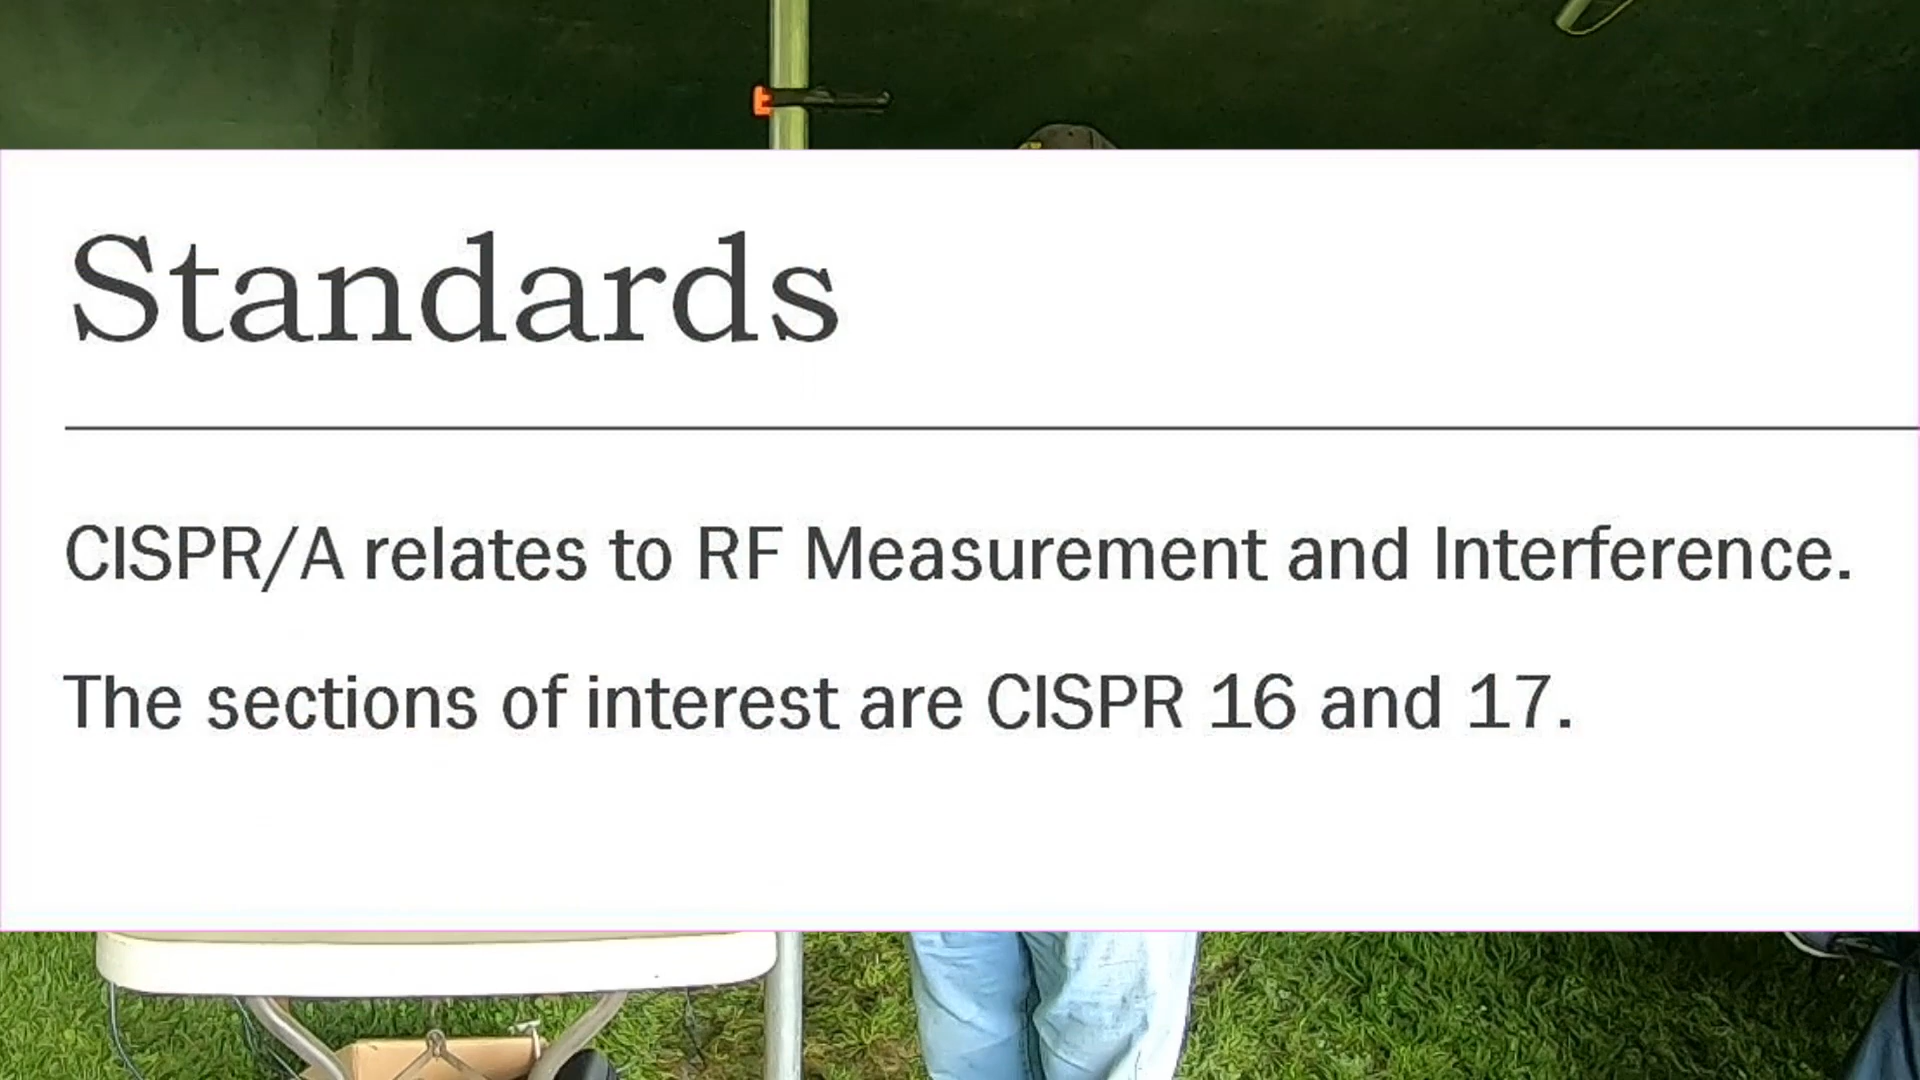 Standards
CISPR/A relates to RF Measurement and Interference.
The sections of interest are CISPR 16 and 17.